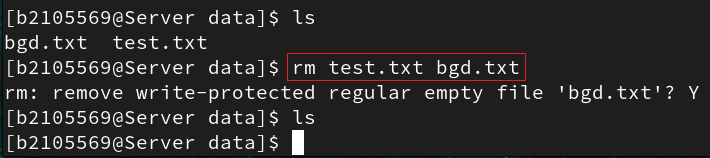 [b2105569@Server data]$ ls
bgd.txt  test.txt
[b2105569@Server data]$ rm test.txt bgd.txt
rm: remove write-protected regular empty file 'bgd.txt'? Y
[b2105569@Server data]$ ls
[b2105569@Server data]$